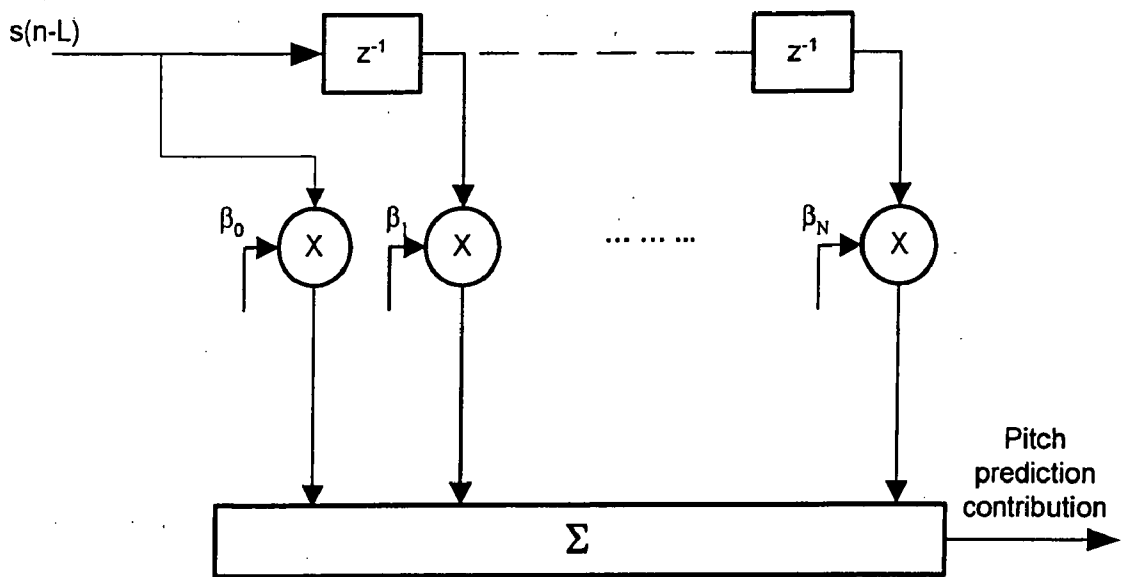 s(n-L)
z⁻¹
z⁻¹
β₀
X
β₁
X
... ... ...
β_N
X
Pitch
prediction
contribution
Σ